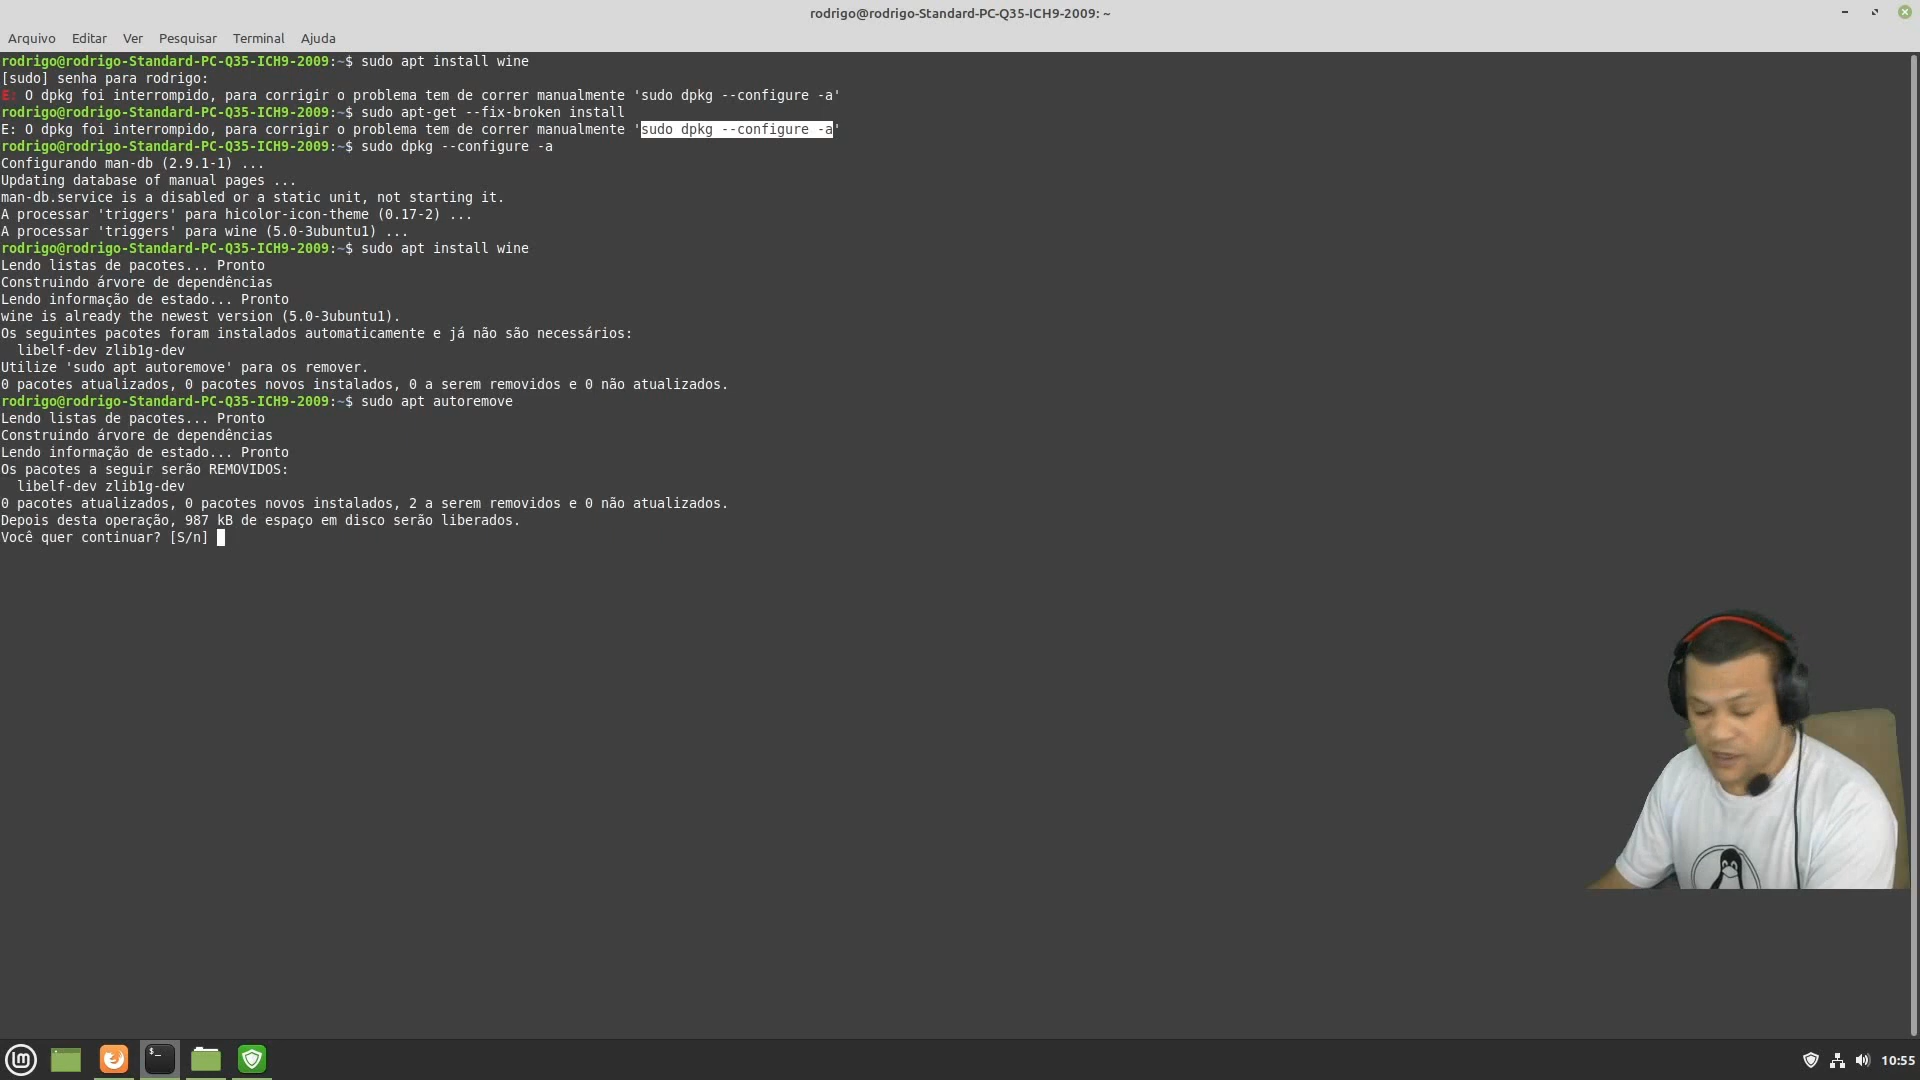 rodrigo@rodrigo-Standard-PC-Q35-ICH9-2009: ~
Arquivo Editar Ver Pesquisar Terminal Ajuda
rodrigo@rodrigo-Standard-PC-Q35-ICH9-2009:~$ sudo apt install wine
[sudo] senha para rodrigo:
E: O dpkg foi interrompido, para corrigir o problema tem de correr manualmente 'sudo dpkg --configure -a'
rodrigo@rodrigo-Standard-PC-Q35-ICH9-2009:~$ sudo apt-get --fix-broken install
E: O dpkg foi interrompido, para corrigir o problema tem de correr manualmente 'sudo dpkg --configure -a'
rodrigo@rodrigo-Standard-PC-Q35-ICH9-2009:~$ sudo dpkg --configure -a
Configurando man-db (2.9.1-1) ...
Updating database of manual pages ...
man-db.service is a disabled or a static unit, not starting it.
A processar 'triggers' para hicolor-icon-theme (0.17-2) ...
A processar 'triggers' para wine (5.0-3ubuntu1) ...
rodrigo@rodrigo-Standard-PC-Q35-ICH9-2009:~$ sudo apt install wine
Lendo listas de pacotes... Pronto
Construindo árvore de dependências
Lendo informação de estado... Pronto
wine is already the newest version (5.0-3ubuntu1).
Os seguintes pacotes foram instalados automaticamente e já não são necessários:
  libelf-dev zlib1g-dev
Utilize 'sudo apt autoremove' para os remover.
0 pacotes atualizados, 0 pacotes novos instalados, 0 a serem removidos e 0 não atualizados.
rodrigo@rodrigo-Standard-PC-Q35-ICH9-2009:~$ sudo apt autoremove
Lendo listas de pacotes... Pronto
Construindo árvore de dependências
Lendo informação de estado... Pronto
Os pacotes a seguir serão REMOVIDOS:
  libelf-dev zlib1g-dev
0 pacotes atualizados, 0 pacotes novos instalados, 2 a serem removidos e 0 não atualizados.
Depois desta operação, 987 kB de espaço em disco serão liberados.
Você quer continuar? [S/n]
10:55